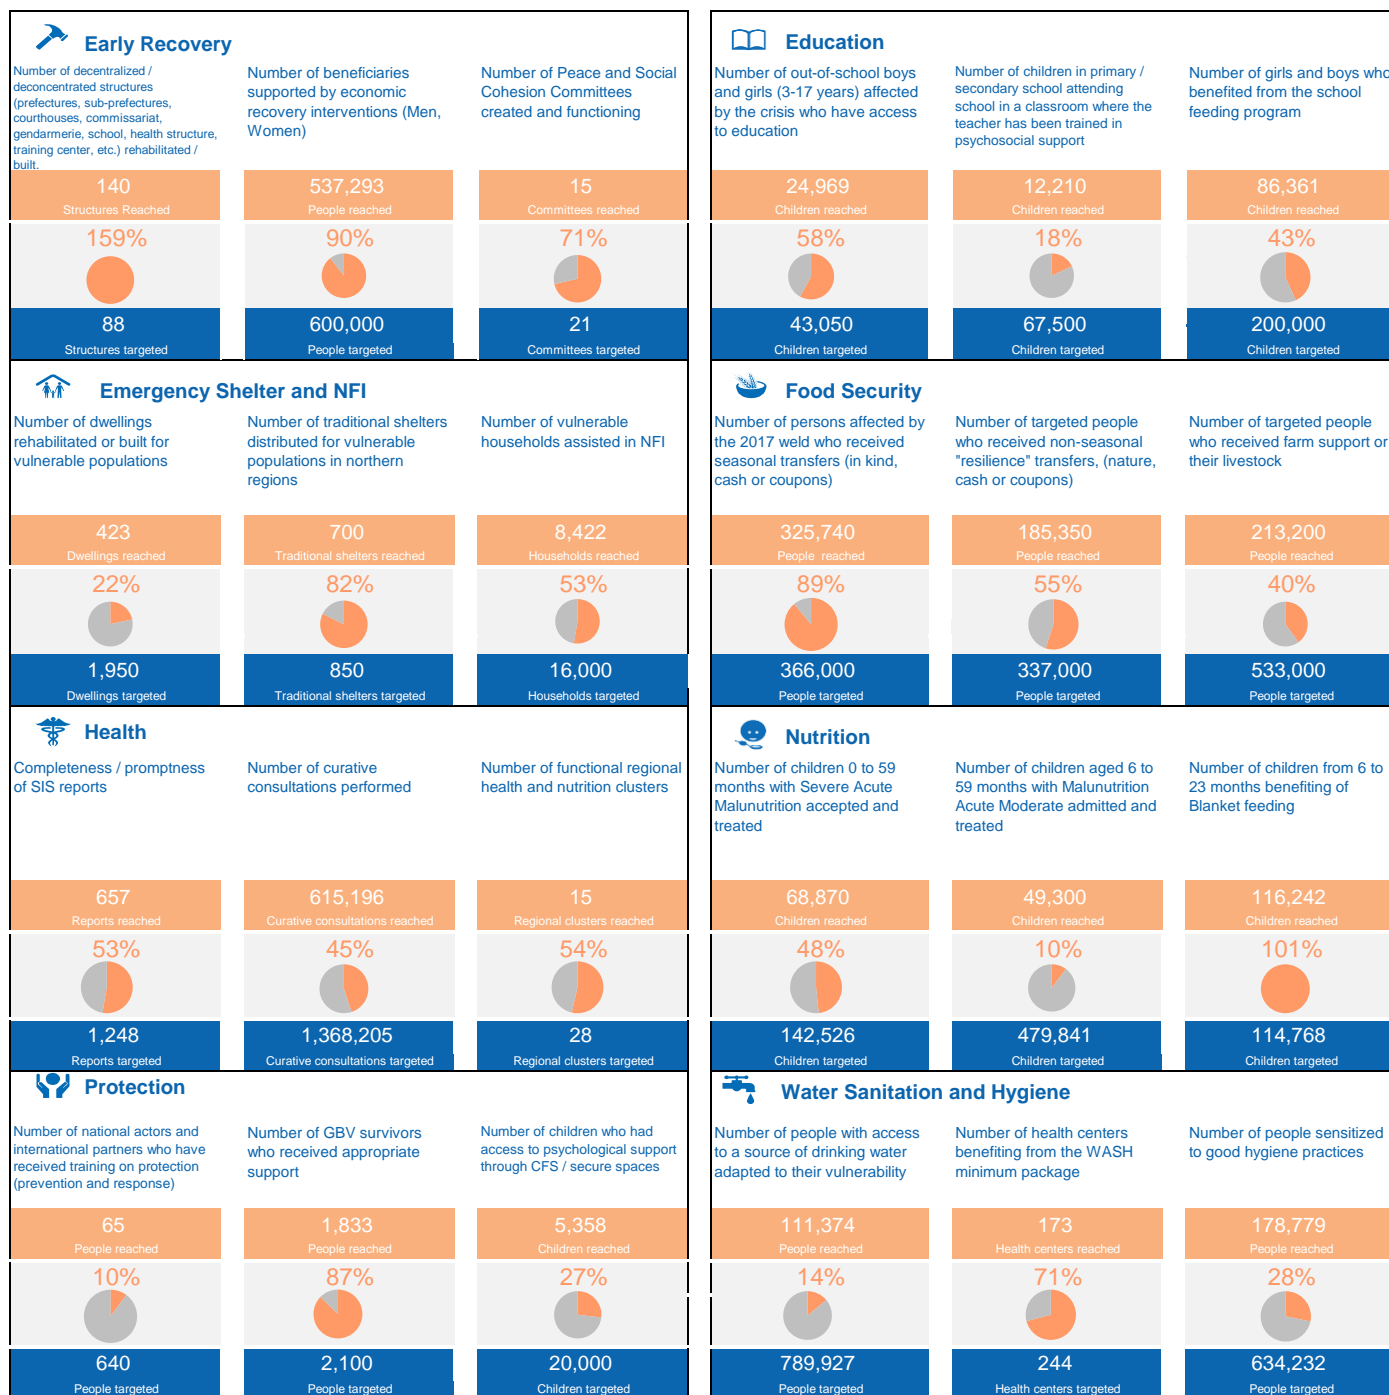 Early Recovery
Number of decentralized /
deconcentrated structures
(prefectures, sub-prefectures,
courthouses, commissariat,
gendarmerie, school, health structure,
training center, etc.) rehabilitated /
built.
140
Structures Reached
159%
88
Structures targeted
Number of beneficiaries
supported by economic
recovery interventions (Men,
Women)
537,293
People reached
90%
600,000
People targeted
Number of Peace and Social
Cohesion Committees
created and functioning
15
Committees reached
71%
21
Committees targeted
Education
Number of out-of-school boys
and girls (3-17 years) affected
by the crisis who have access
to education
24,969
Children reached
58%
43,050
Children targeted
Number of children in primary /
secondary school attending
school in a classroom where the
teacher has been trained in
psychosocial support
12,210
Children reached
18%
67,500
Children targeted
Number of girls and boys who
benefited from the school
feeding program
86,361
Children reached
43%
200,000
Children targeted
Emergency Shelter and NFI
Number of dwellings
rehabilitated or built for
vulnerable populations
423
Dwellings reached
22%
1,950
Dwellings targeted
Number of traditional shelters
distributed for vulnerable
populations in northern
regions
700
Traditional shelters reached
82%
850
Traditional shelters targeted
Number of vulnerable
households assisted in NFI
8,422
Households reached
53%
16,000
Households targeted
Food Security
Number of persons affected by
the 2017 weld who received
seasonal transfers (in kind,
cash or coupons)
325,740
People reached
89%
366,000
People targeted
Number of targeted people
who received non-seasonal
"resilience" transfers, (nature,
cash or coupons)
185,350
People reached
55%
337,000
People targeted
Number of targeted people
who received farm support or
their livestock
213,200
People reached
40%
533,000
People targeted
Health
Completeness / promptness
of SIS reports
657
Reports reached
53%
1,248
Reports targeted
Number of curative
consultations performed
615,196
Curative consultations reached
45%
1,368,205
Curative consultations targeted
Number of functional regional
health and nutrition clusters
15
Regional clusters reached
54%
28
Regional clusters targeted
Nutrition
Number of children 0 to 59
months with Severe Acute
Malunutrition accepted and
treated
68,870
Children reached
48%
142,526
Children targeted
Number of children aged 6 to
59 months with Malunutrition
Acute Moderate admitted and
treated
49,300
Children reached
10%
479,841
Children targeted
Number of children from 6 to
23 months benefiting of
Blanket feeding
116,242
Children reached
101%
114,768
Children targeted
Protection
Number of national actors and
international partners who have
received training on protection
(prevention and response)
65
People reached
10%
640
People targeted
Number of GBV survivors
who received appropriate
support
1,833
People reached
87%
2,100
People targeted
Number of children who had
access to psychological support
through CFS / secure spaces
5,358
Children reached
27%
20,000
Children targeted
Water Sanitation and Hygiene
Number of people with access
to a source of drinking water
adapted to their vulnerability
111,374
People reached
14%
789,927
People targeted
Number of health centers
benefiting from the WASH
minimum package
173
Health centers reached
71%
244
Health centers targeted
Number of people sensitized
to good hygiene practices
178,779
People reached
28%
634,232
People targeted